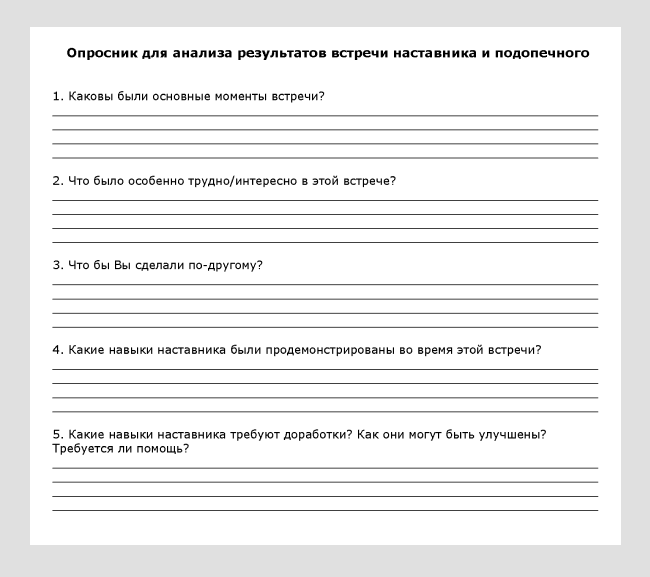 Опросник для анализа результатов встречи наставника и подопечного
1. Каковы были основные моменты встречи?
2. Что было особенно трудно/интересно в этой встрече?
3. Что бы Вы сделали по-другому?
4. Какие навыки наставника были продемонстрированы во время этой встречи?
5. Какие навыки наставника требуют доработки? Как они могут быть улучшены?
Требуется ли помощь?